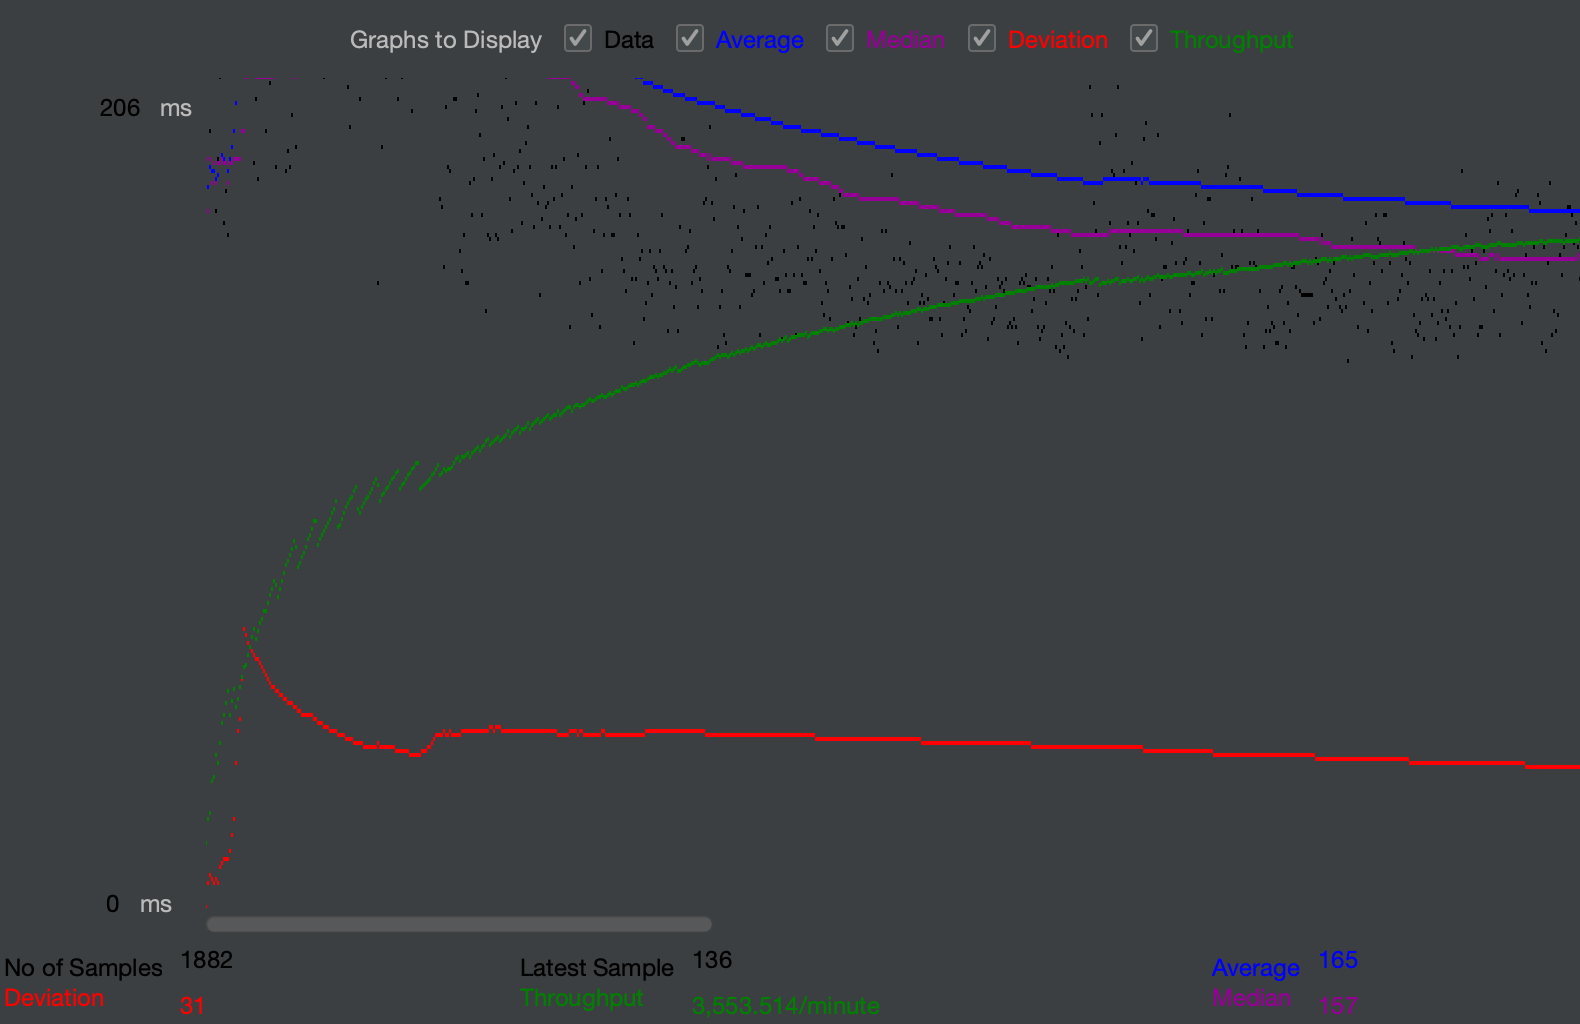 Graphs to Display Data Average Median Deviation Throughput
206 ms
0 ms
No of Samples 1882 Latest Sample 136 Average 165
Deviation 31 Throughput 3,553.514/minute Median 157